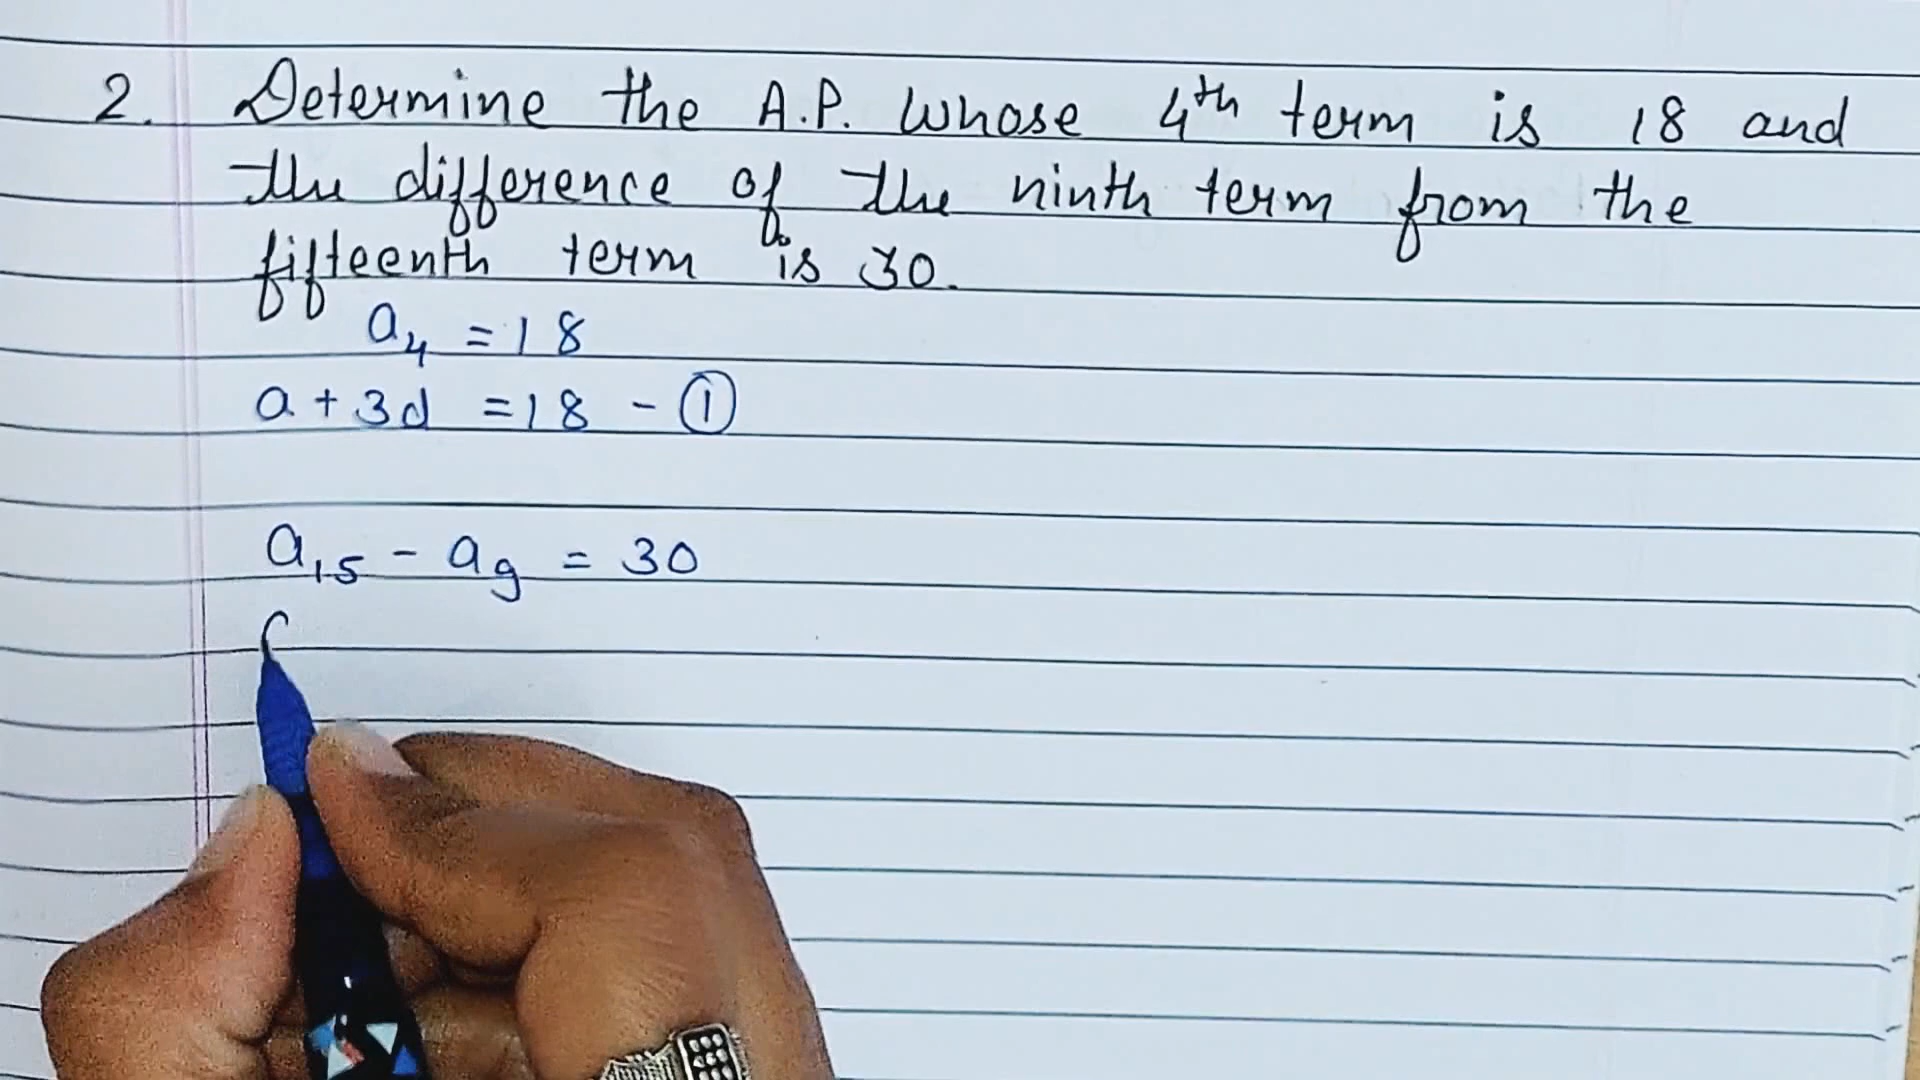 2. Determine the A.P. whose 4th term is 18 and
the difference of the ninth term from the
fifteenth term is 30.
a₄ = 18
a + 3d = 18 - ①
a₁₅ - a₉ = 30
(